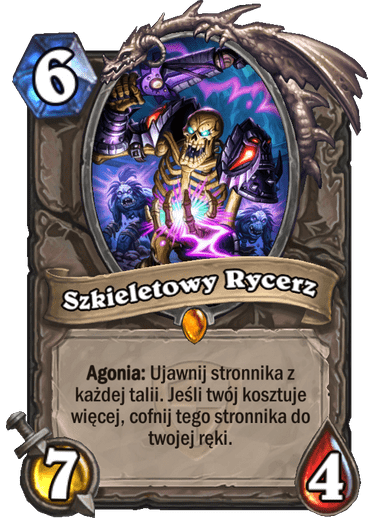 6
Szkieletowy Rycerz
Agonia: Ujawnij stronnika z
każdej talii. Jeśli twój kosztuje
więcej, cofnij tego stronnika do
twojej ręki.
7
4